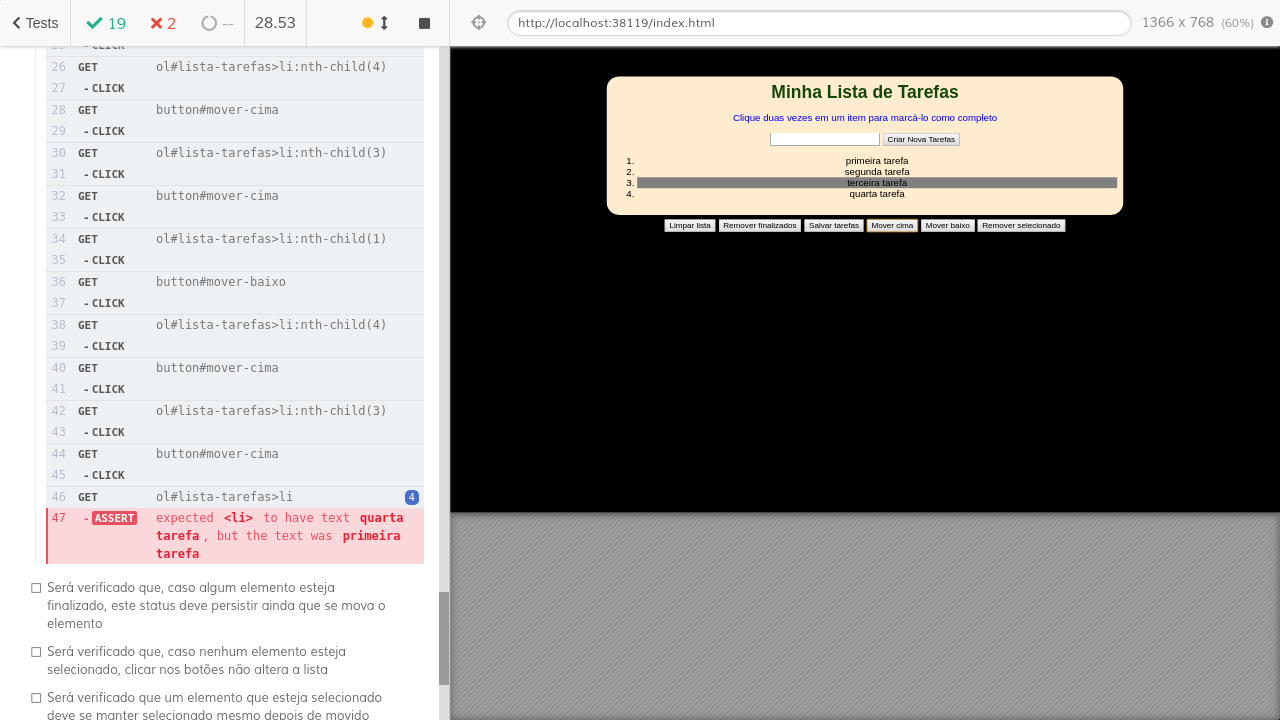 Tests 19 2 -- 28.53
http://localhost:38119/index.html 1366 x 768 (60%)
25 - CLICK
26 GET ol#lista-tarefas>li:nth-child(4)
27 - CLICK
28 GET button#mover-cima
29 - CLICK
30 GET ol#lista-tarefas>li:nth-child(3)
31 - CLICK
32 GET button#mover-cima
33 - CLICK
34 GET ol#lista-tarefas>li:nth-child(1)
35 - CLICK
36 GET button#mover-baixo
37 - CLICK
38 GET ol#lista-tarefas>li:nth-child(4)
39 - CLICK
40 GET button#mover-cima
41 - CLICK
42 GET ol#lista-tarefas>li:nth-child(3)
43 - CLICK
44 GET button#mover-cima
45 - CLICK
46 GET ol#lista-tarefas>li 4
47 - ASSERT expected <li> to have text quarta
tarefa , but the text was primeira
tarefa
Será verificado que, caso algum elemento esteja
finalizado, este status deve persistir ainda que se mova o
elemento
Será verificado que, caso nenhum elemento esteja
selecionado, clicar nos botões não altera a lista
Será verificado que um elemento que esteja selecionado
deve se manter selecionado mesmo depois de movido
Minha Lista de Tarefas
Clique duas vezes em um item para marcá-lo como completo
Criar Nova Tarefas
1. primeira tarefa
2. segunda tarefa
3. terceira tarefa
4. quarta tarefa
Limpar lista Remover finalizados Salvar tarefas Mover cima Mover baixo Remover selecionado